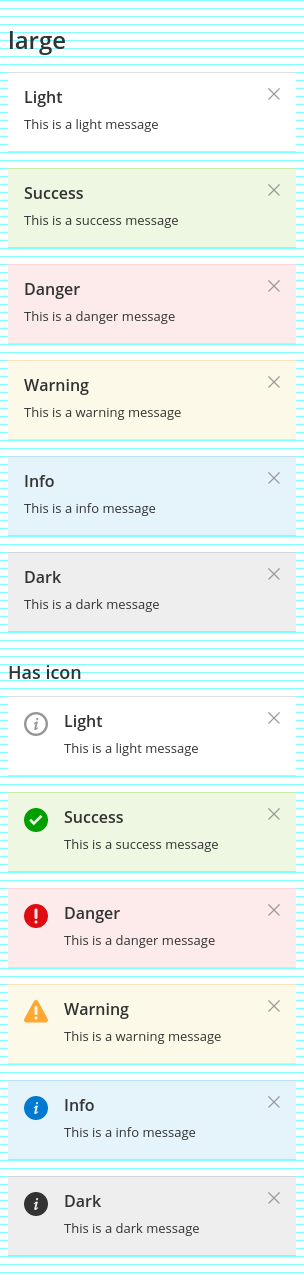 large
Light
This is a light message
Success
This is a success message
Danger
This is a danger message
Warning
This is a warning message
Info
This is a info message
Dark
This is a dark message
Has icon
Light
This is a light message
Success
This is a success message
Danger
This is a danger message
Warning
This is a warning message
Info
This is a info message
Dark
This is a dark message